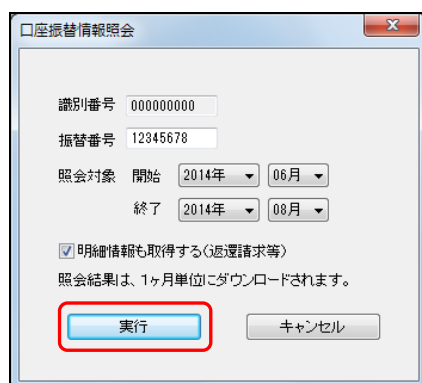 口座振替情報照会
識別番号 000000000
振替番号 12345678
照会対象 開始 2014年 06月
終了 2014年 08月
明細情報も取得する(返還請求等)
照会結果は、1ヶ月単位にダウンロードされます。
実行 キャンセル